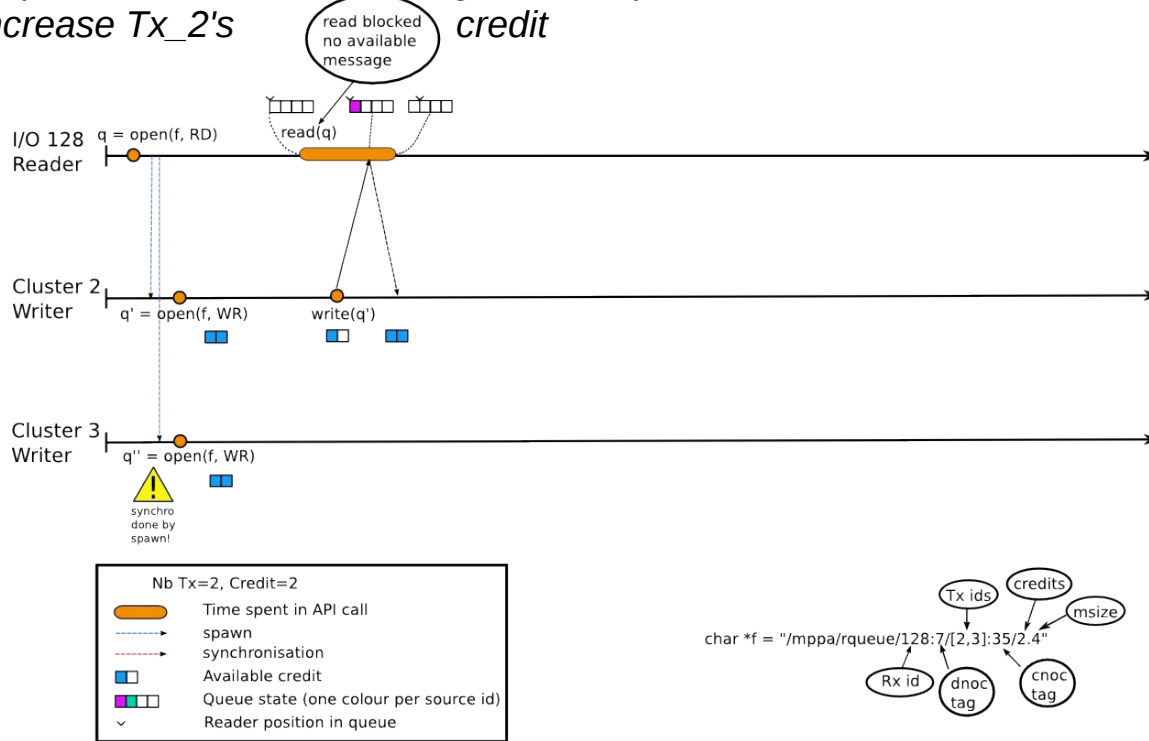 ncrease Tx_2's credit
read blocked
no available
message
I/O 128
Reader
q = open(f, RD)
read(q)
Cluster 2
Writer
q' = open(f, WR)
write(q')
Cluster 3
Writer
q'' = open(f, WR)
!
synchro
done by
spawn!
Nb Tx=2, Credit=2
Time spent in API call
spawn
synchronisation
Available credit
Queue state (one colour per source id)
Reader position in queue
Tx ids
credits
msize
char *f = "/mppa/rqueue/128:7/[2,3]:35/2.4"
Rx id
dnoc
tag
cnoc
tag